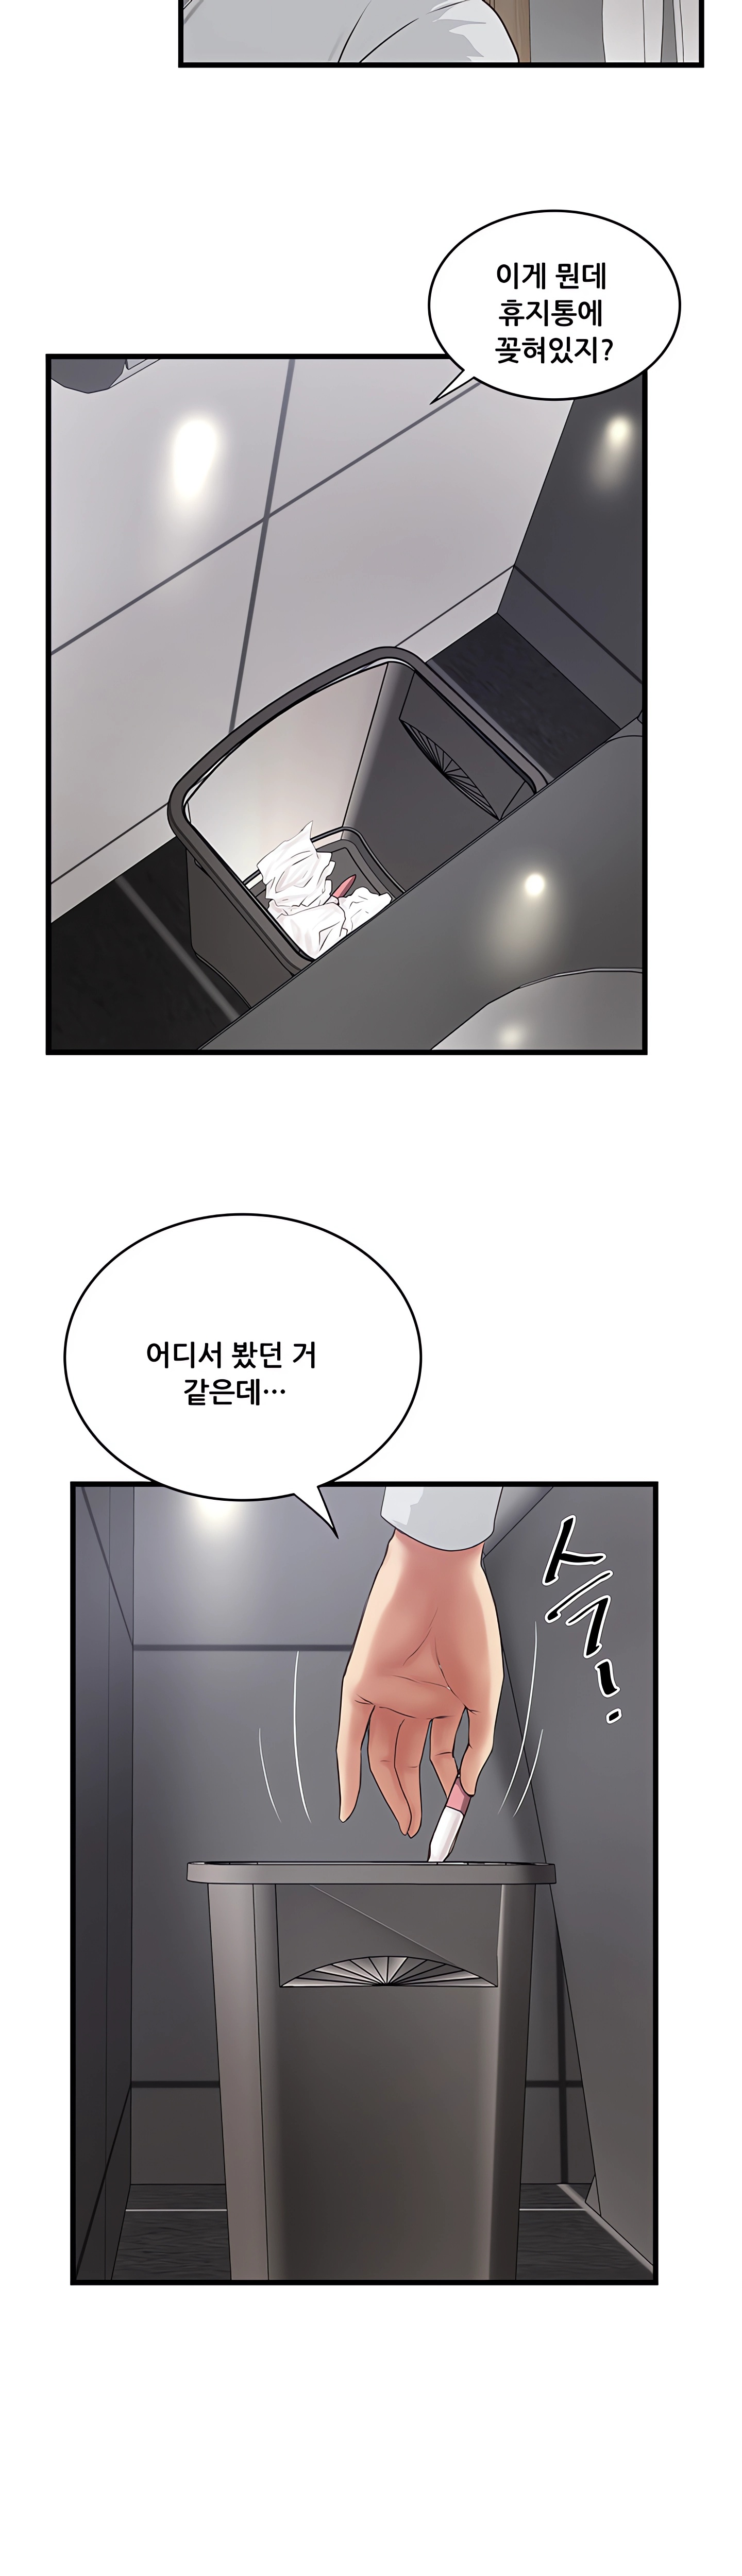 이게 뭔데
휴지통에
꽂혀있지?
어디서 봤던 거
같은데…
스윽!